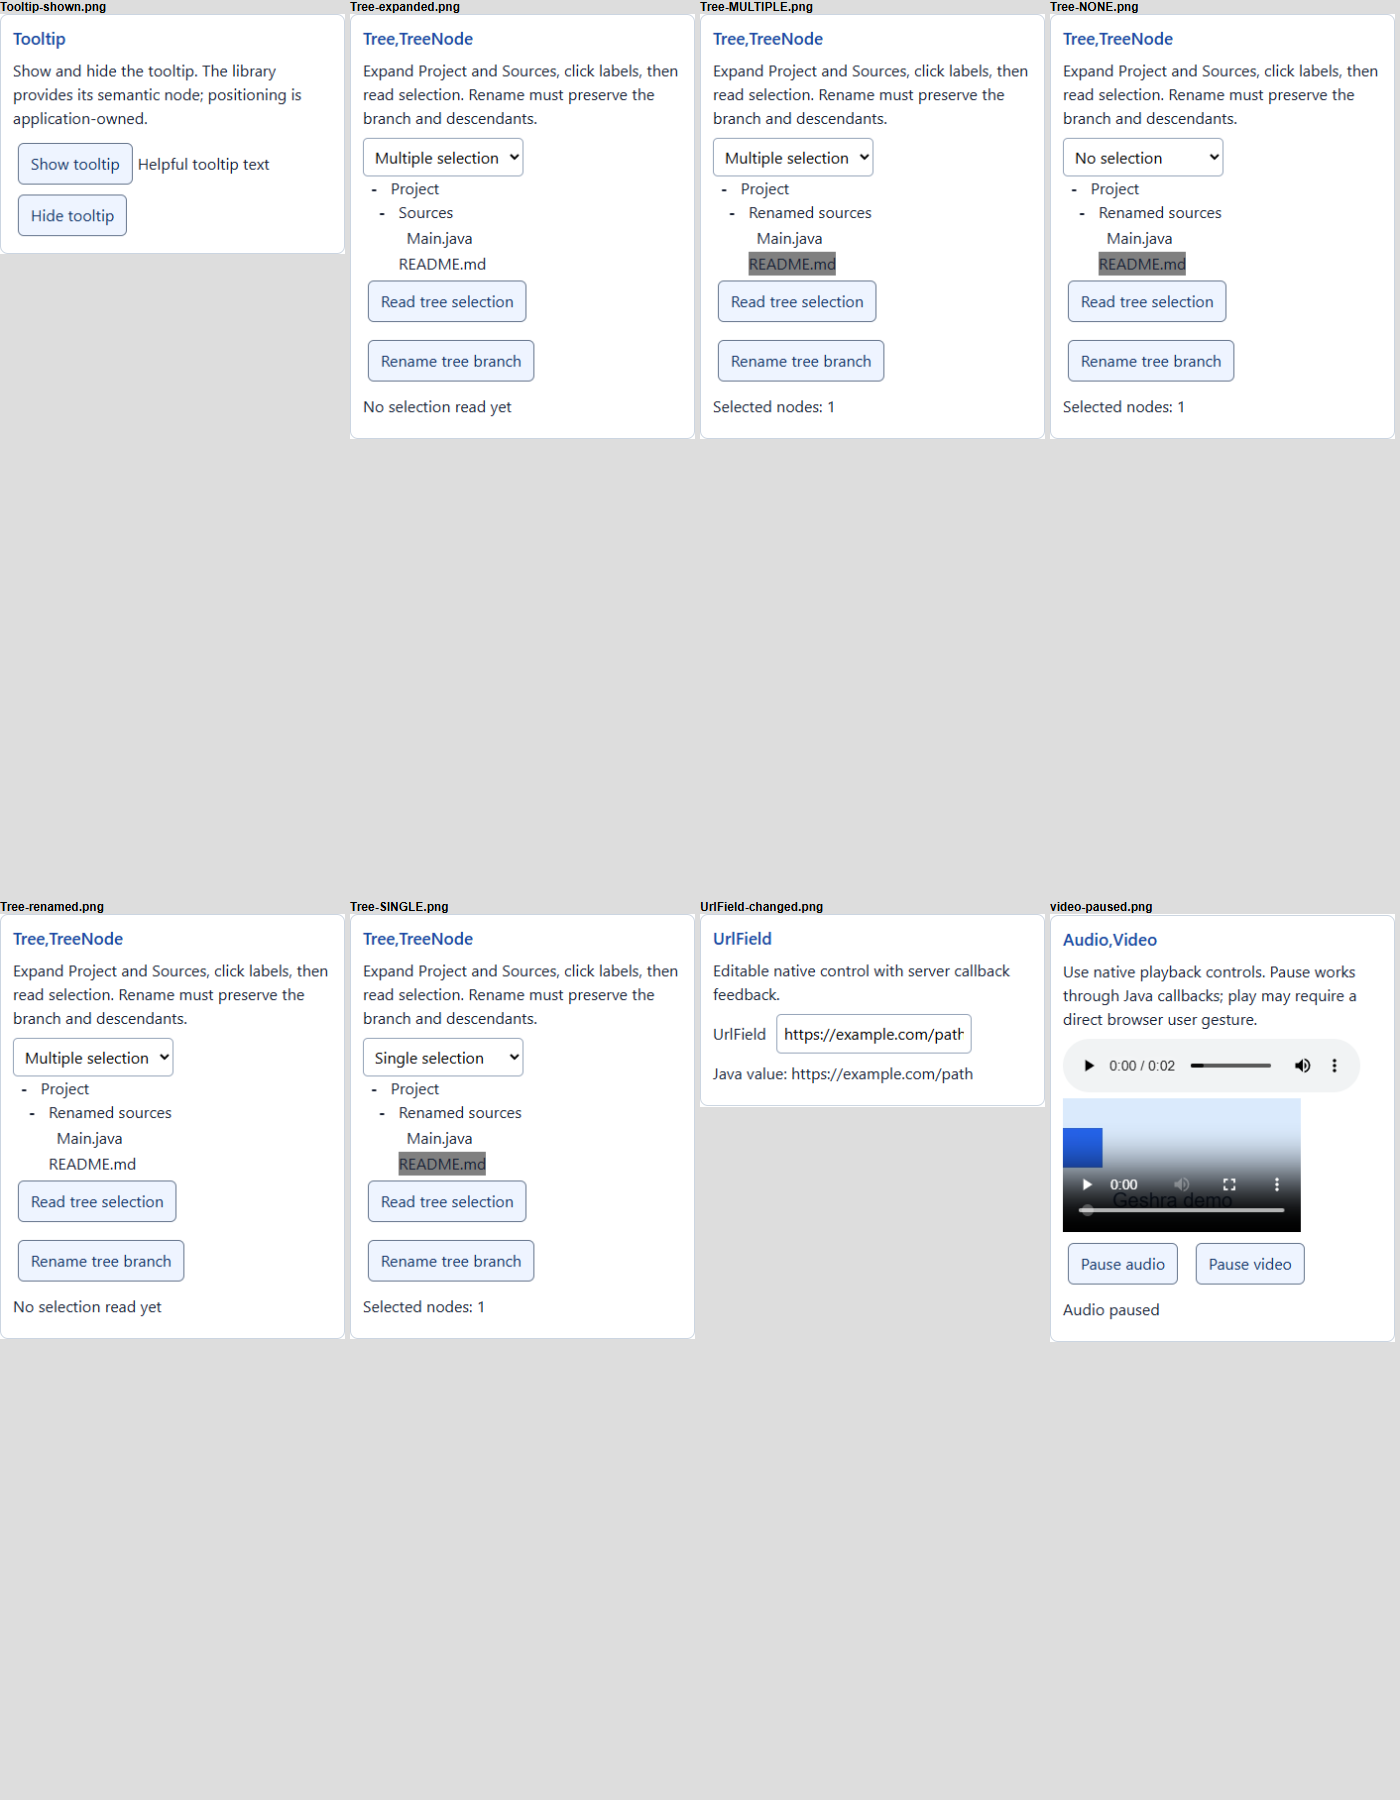 Tooltip-shown.png
Tooltip
Show and hide the tooltip. The library
provides its semantic node; positioning is
application-owned.
Show tooltip Helpful tooltip text
Hide tooltip
Tree-expanded.png
Tree,TreeNode
Expand Project and Sources, click labels, then
read selection. Rename must preserve the
branch and descendants.
Multiple selection
- Project
- Sources
Main.java
README.md
Read tree selection
Rename tree branch
No selection read yet
Tree-MULTIPLE.png
Tree,TreeNode
Expand Project and Sources, click labels, then
read selection. Rename must preserve the
branch and descendants.
Multiple selection
- Project
- Renamed sources
Main.java
README.md
Read tree selection
Rename tree branch
Selected nodes: 1
Tree-NONE.png
Tree,TreeNode
Expand Project and Sources, click labels, then
read selection. Rename must preserve the
branch and descendants.
No selection
- Project
- Renamed sources
Main.java
README.md
Read tree selection
Rename tree branch
Selected nodes: 1
Tree-renamed.png
Tree,TreeNode
Expand Project and Sources, click labels, then
read selection. Rename must preserve the
branch and descendants.
Multiple selection
- Project
- Renamed sources
Main.java
README.md
Read tree selection
Rename tree branch
No selection read yet
Tree-SINGLE.png
Tree,TreeNode
Expand Project and Sources, click labels, then
read selection. Rename must preserve the
branch and descendants.
Single selection
- Project
- Renamed sources
Main.java
README.md
Read tree selection
Rename tree branch
Selected nodes: 1
UrlField-changed.png
UrlField
Editable native control with server callback
feedback.
UrlField https://example.com/path
Java value: https://example.com/path
video-paused.png
Audio,Video
Use native playback controls. Pause works
through Java callbacks; play may require a
direct browser user gesture.
0:00 / 0:02
0:00
Geshra demo
Pause audio Pause video
Audio paused